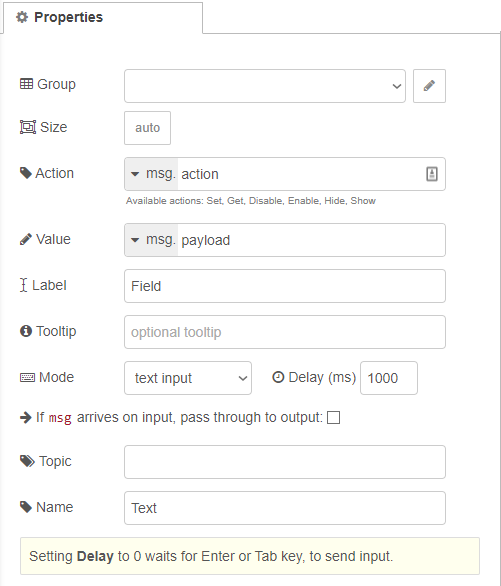 Properties
Group
Size auto
Action msg. action
Available actions: Set, Get, Disable, Enable, Hide, Show
Value msg. payload
Label Field
Tooltip optional tooltip
Mode text input Delay (ms) 1000
If msg arrives on input, pass through to output:
Topic
Name Text
Setting Delay to 0 waits for Enter or Tab key, to send input.